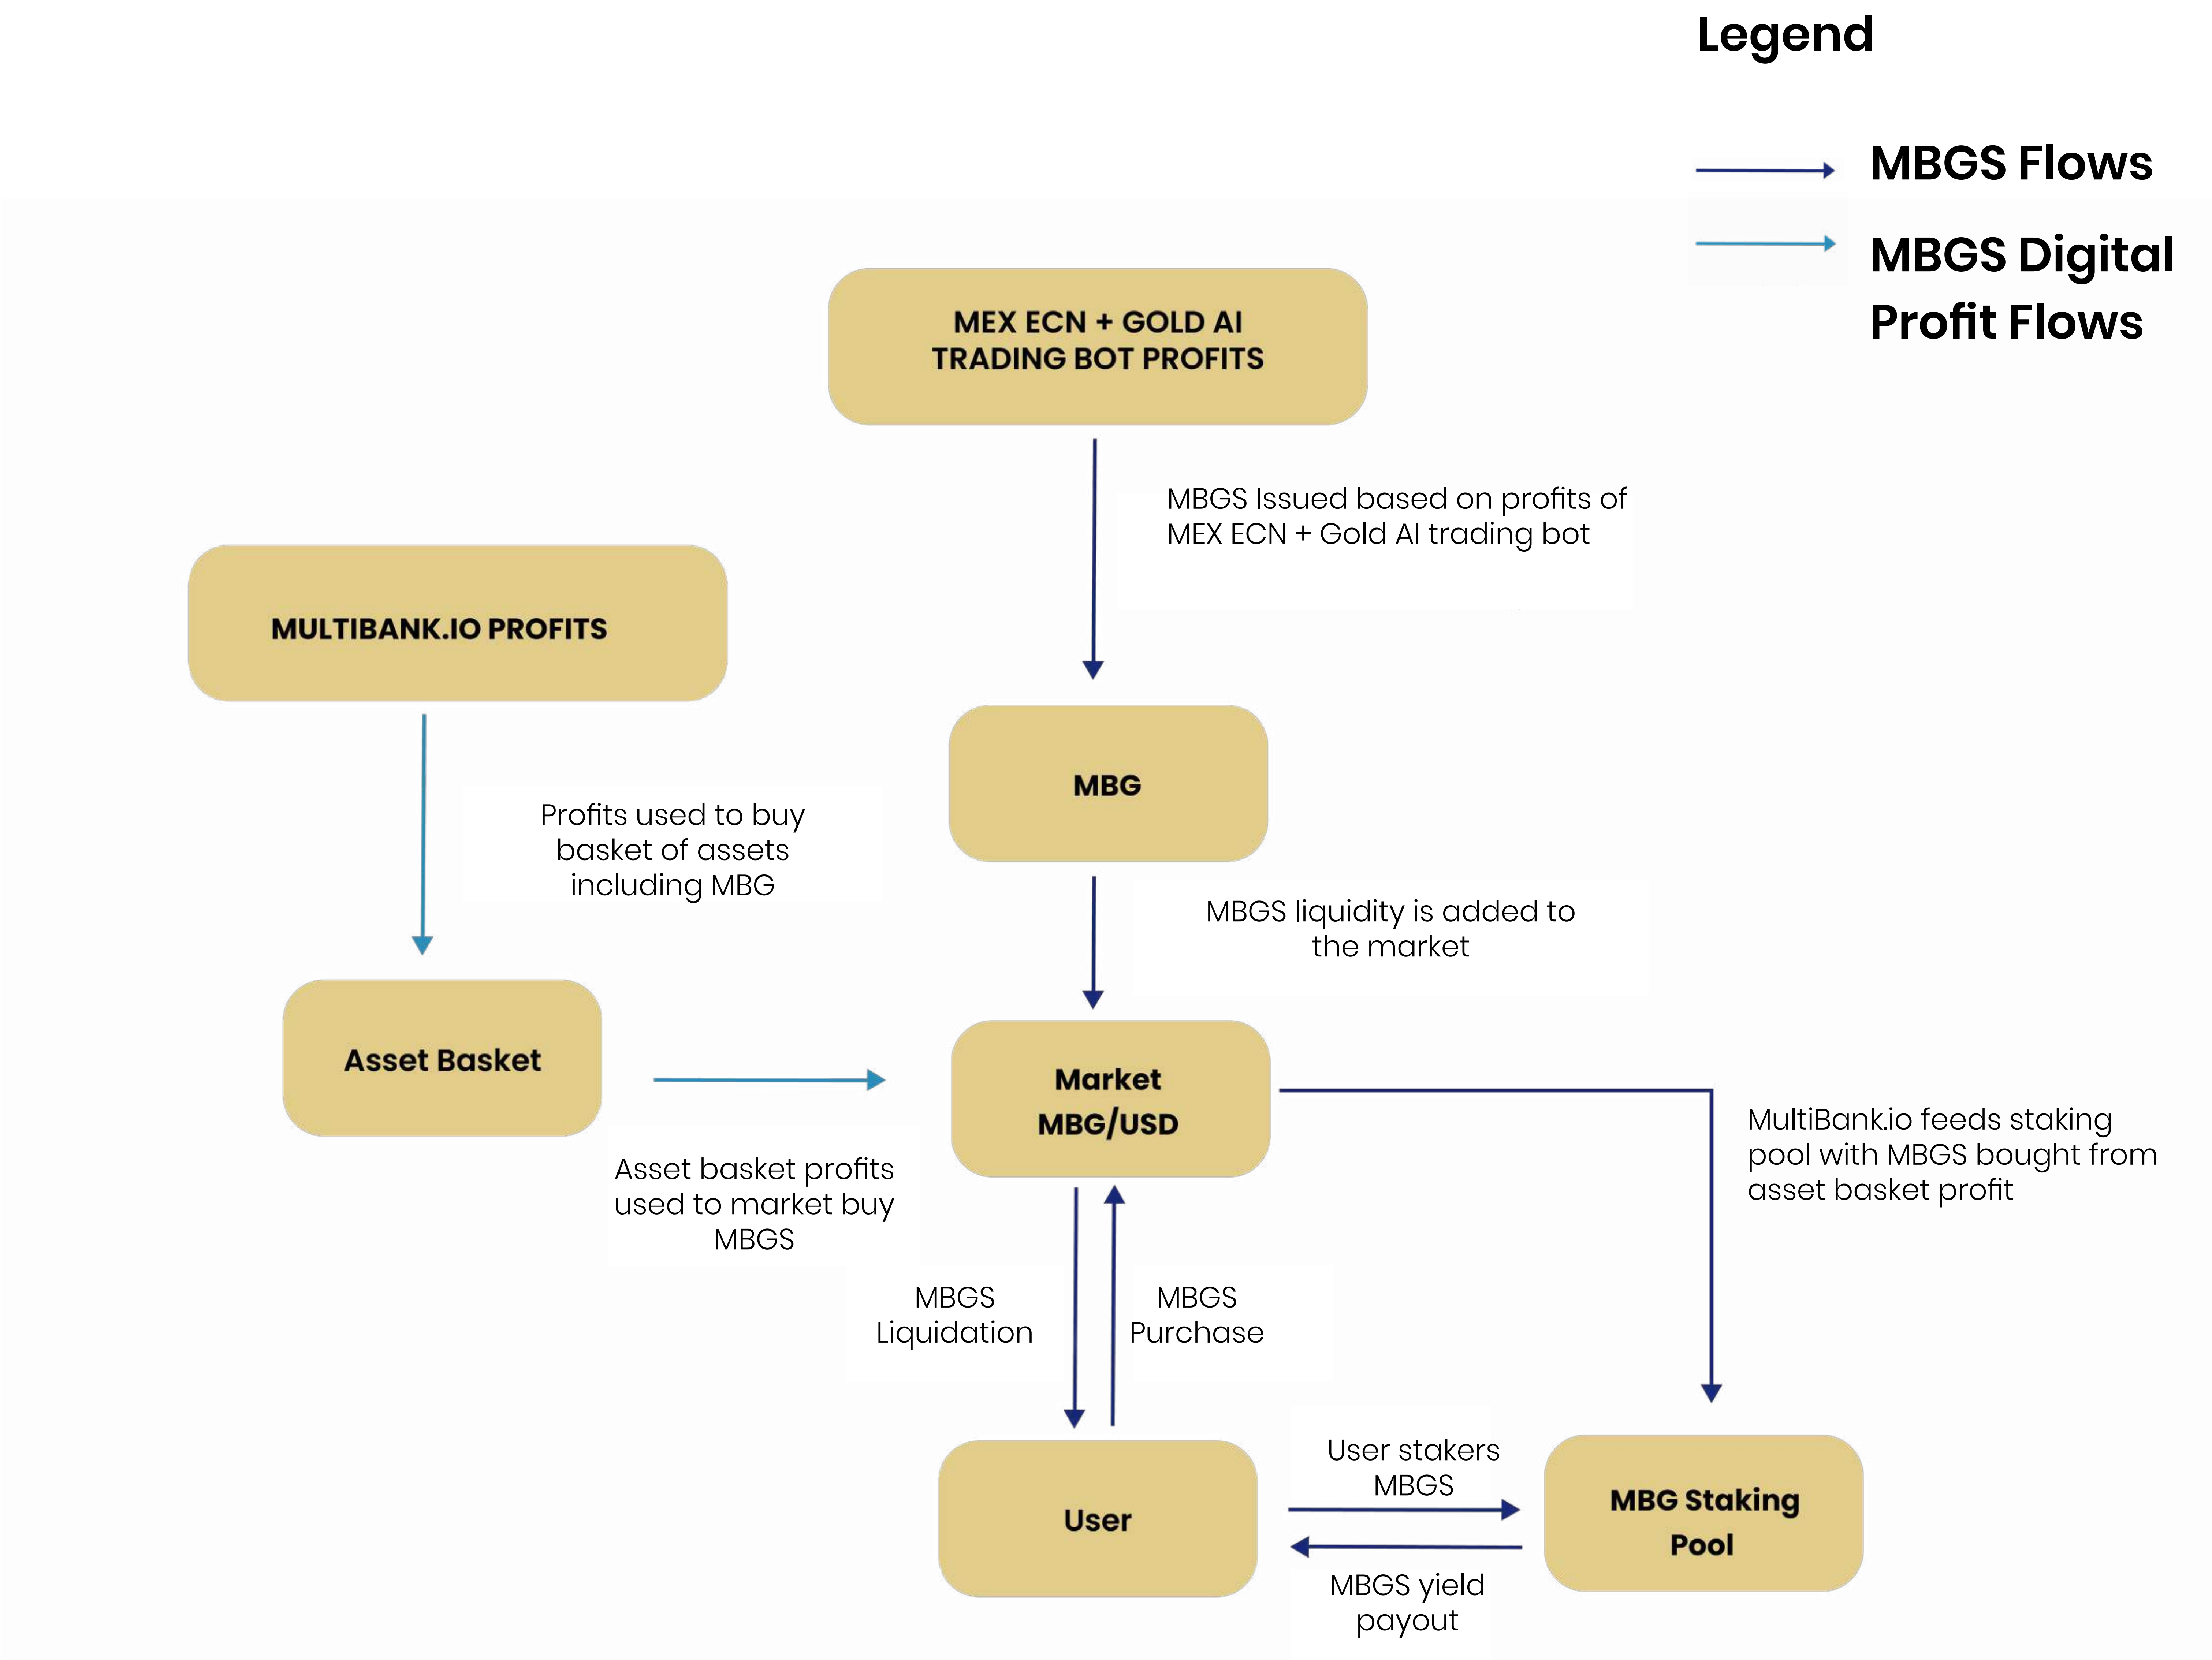 Legend
MBGS Flows
MBGS Digital
Profit Flows
MEX ECN + GOLD AI
TRADING BOT PROFITS
MBGS Issued based on profits of
MEX ECN + Gold AI trading bot
MULTIBANK.IO PROFITS
MBG
Profits used to buy
basket of assets
including MBG
MBGS liquidity is added to
the market
Asset Basket
Market
MBG/USD
Asset basket profits
used to market buy
MBGS
MultiBank.io feeds staking
pool with MBGS bought from
asset basket profit
MBGS
Liquidation
MBGS
Purchase
User stakers
MBGS
User
MBG Staking
Pool
MBGS yield
payout